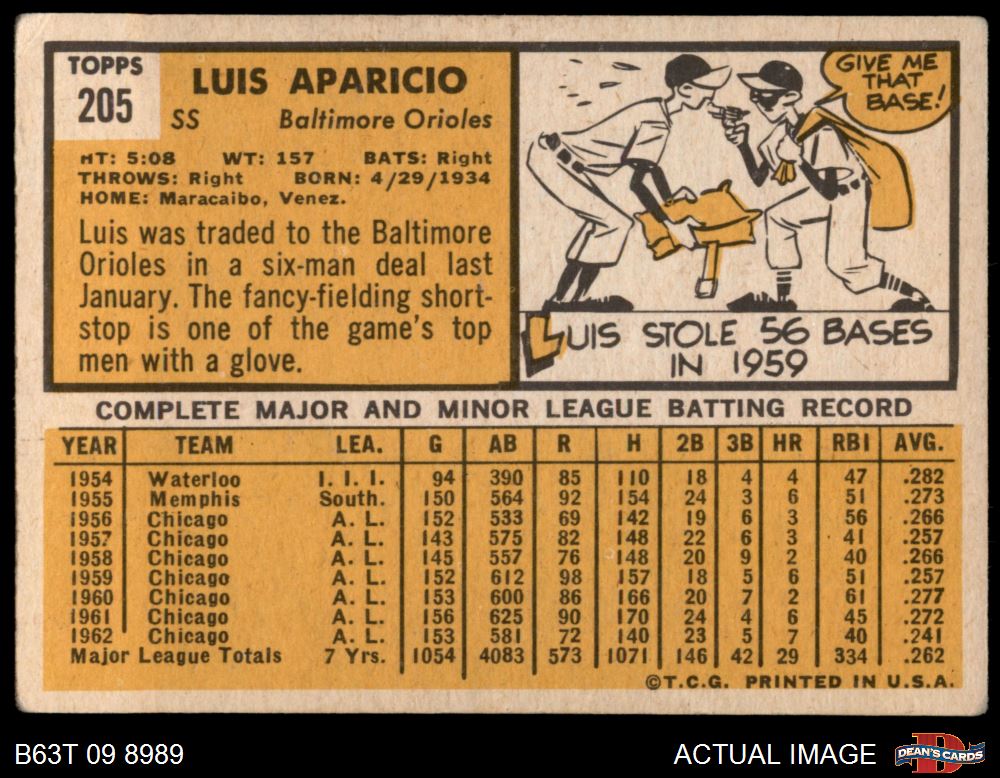 TOPPS
205
LUIS APARICIO
SS Baltimore Orioles
HT: 5:08 WT: 157 BATS: Right
THROWS: Right BORN: 4/29/1934
HOME: Maracaibo, Venez.
Luis was traded to the Baltimore
Orioles in a six-man deal last
January. The fancy-fielding short-
stop is one of the game's top
men with a glove.
GIVE ME
THAT
BASE!
LUIS STOLE 56 BASES
IN 1959
COMPLETE MAJOR AND MINOR LEAGUE BATTING RECORD
YEAR TEAM LEA. G AB R H 2B 3B HR RBI AVG.
1954 Waterloo I. I. I. 94 390 85 110 18 4 4 47 .282
1955 Memphis South. 150 564 92 154 24 3 6 51 .273
1956 Chicago A. L. 152 533 69 142 19 6 3 56 .266
1957 Chicago A. L. 143 575 82 148 22 6 3 41 .257
1958 Chicago A. L. 145 557 76 148 20 9 2 40 .266
1959 Chicago A. L. 152 612 98 157 18 5 6 51 .257
1960 Chicago A. L. 153 600 86 166 20 7 2 61 .277
1961 Chicago A. L. 156 625 90 170 24 4 6 45 .272
1962 Chicago A. L. 153 581 72 140 23 5 7 40 .241
Major League Totals 7 Yrs. 1054 4083 573 1071 146 42 29 334 .262
©T.C.G. PRINTED IN U.S.A.
B63T 09 8989
ACTUAL IMAGE
D
DEAN'S CARDS